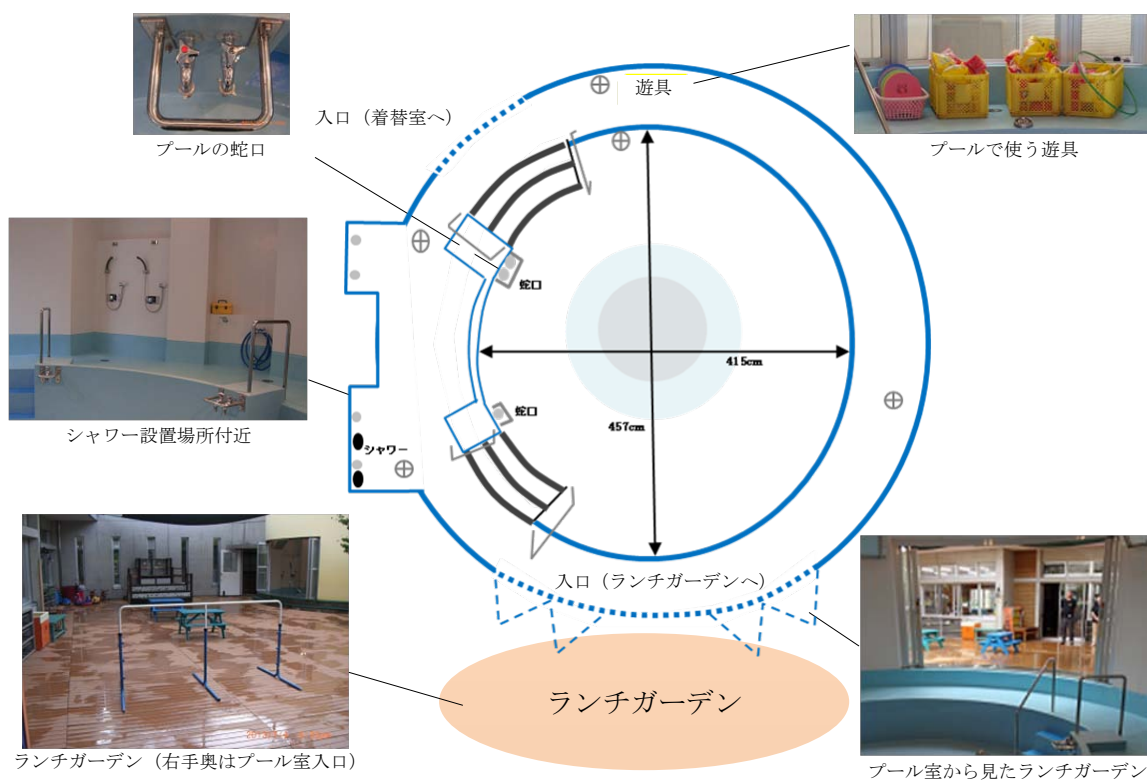 プールの蛇口
入口（着替室へ）
遊具
プールで使う遊具
蛇口
415cm
蛇口
457cm
シャワー
シャワー設置場所付近
入口（ランチガーデンへ）
ランチガーデン
ランチガーデン（右手奥はプール室入口）
プール室から見たランチガーデン